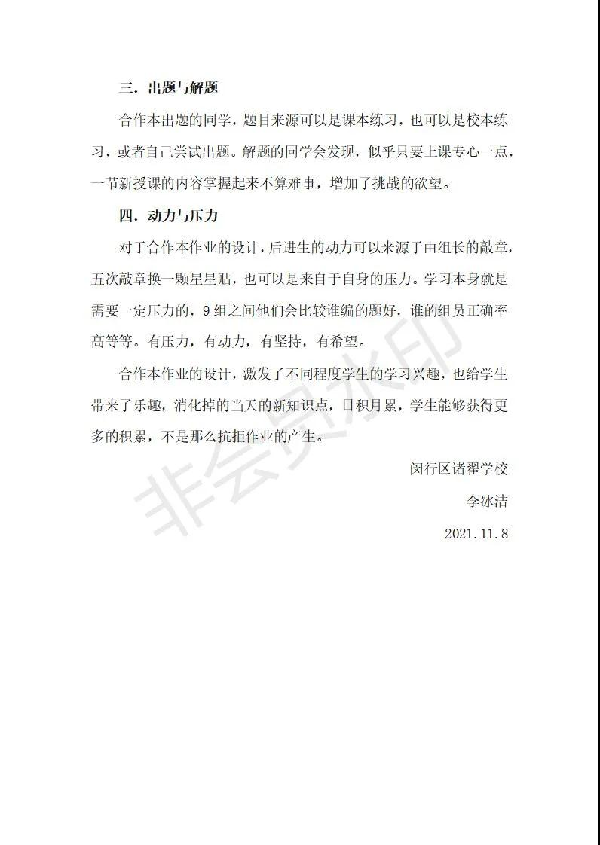 三．出题与解题
合作本出题的同学，题目来源可以是课本练习，也可以是校本练
习，或者自己尝试出题。解题的同学会发现，似乎只要上课专心一点，
一节新授课的内容掌握起来不算难事，增加了挑战的欲望。
四．动力与压力
对于合作本作业的设计，后进生的动力可以来源于由组长的敲章，
五次敲章换一颗星星贴，也可以是来自于自身的压力。学习本身就是
需要一定压力的，9 组之间他们会比较谁编的题好，谁的组员正确率
高等等。有压力，有动力，有坚持，有希望。
合作本作业的设计，激发了不同程度学生的学习兴趣，也给学生
带来了乐趣，消化掉的当天的新知识点，日积月累，学生能够获得更
多的积累，不是那么抗拒作业的产生。
闵行区诸翟学校
李冰洁
2021.11.8
非会员水印